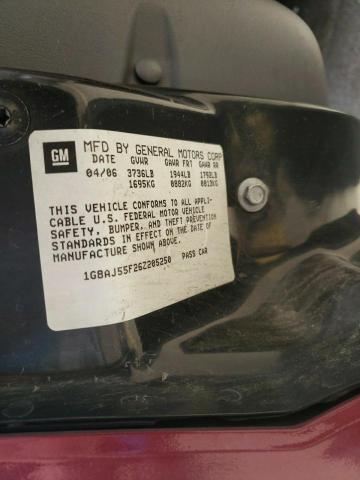 GM
MFD BY GENERAL MOTORS CORP
DATE GVWR GAWR FRT GAWR RR
04/06 3736LB 1944LB 1792LB
1695KG 0882KG 0813KG
THIS VEHICLE CONFORMS TO ALL APPLI-
CABLE U.S. FEDERAL MOTOR VEHICLE
SAFETY, BUMPER, AND THEFT PREVENTION
STANDARDS IN EFFECT ON THE DATE OF
MANUFACTURE SHOWN ABOVE.
1G8AJ55F26Z205250 PASS CAR